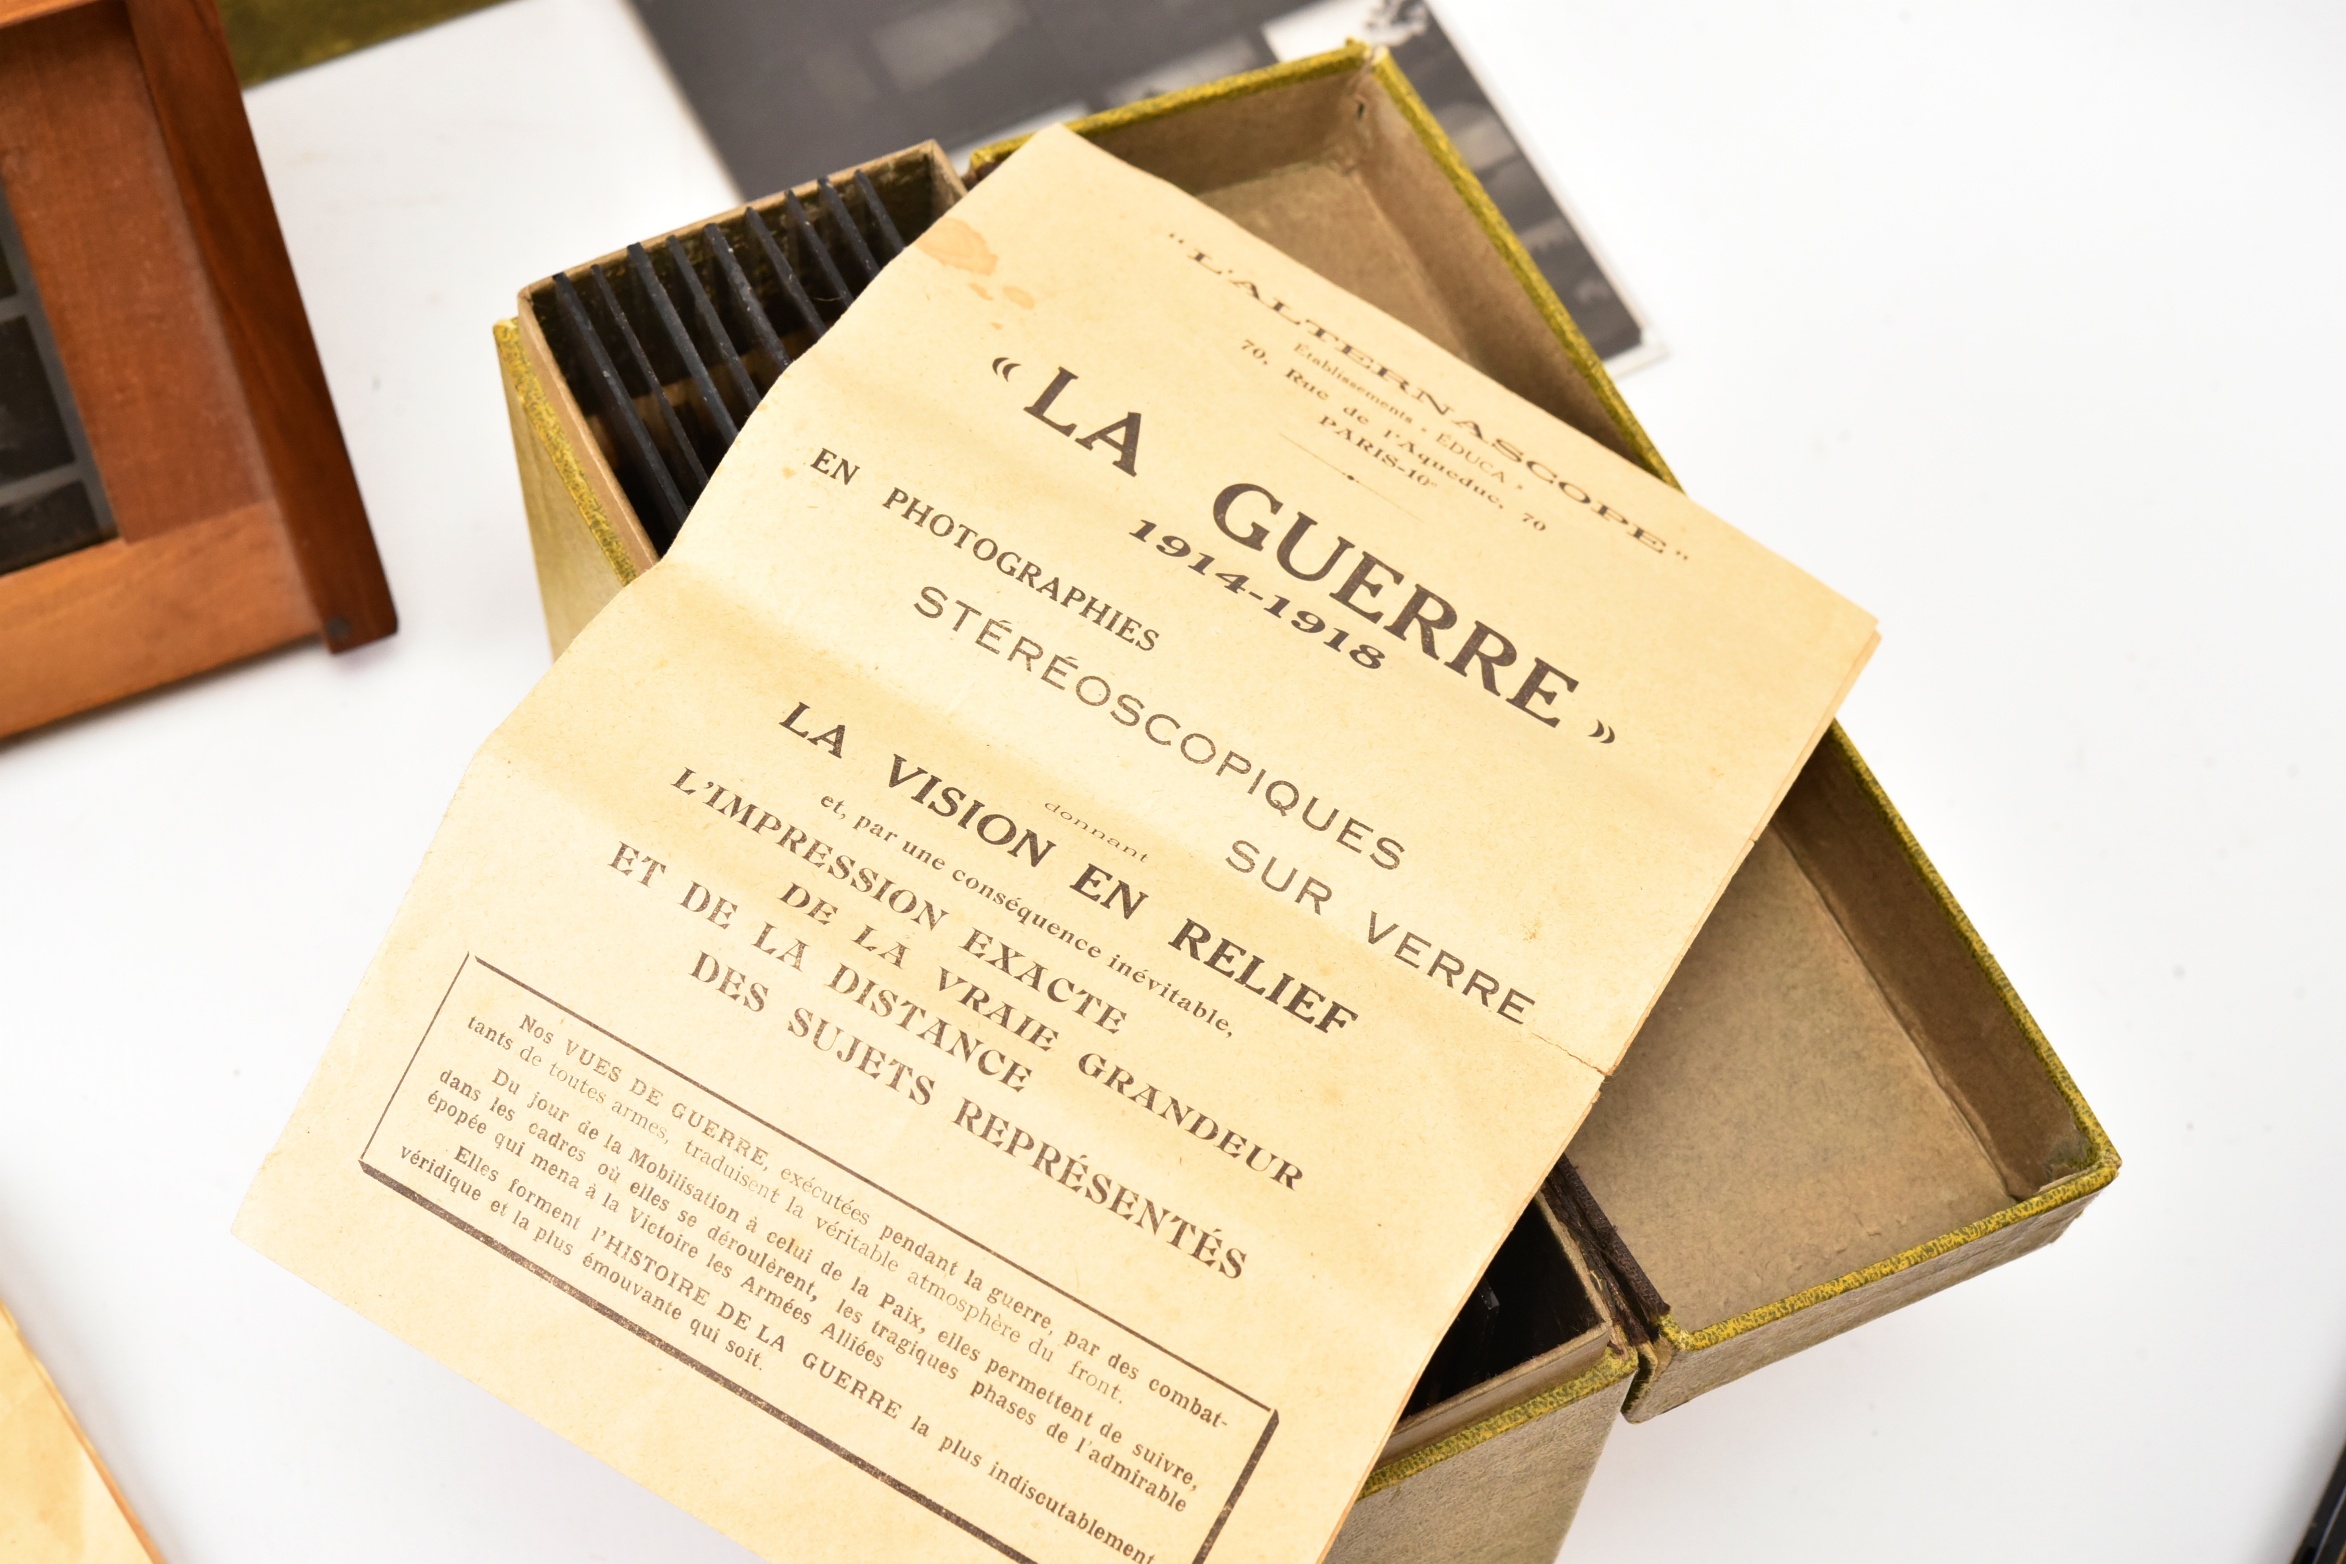 "L'ALTERNASCOPE"
Établissements « ÉDUCA »
70, Rue de l'Aqueduc, 70
PARIS-10e
« LA GUERRE »
1914-1918
EN PHOTOGRAPHIES
STÉRÉOSCOPIQUES SUR VERRE
donnant
LA VISION EN RELIEF
et, par une conséquence inévitable,
L'IMPRESSION EXACTE
DE LA VRAIE GRANDEUR
ET DE LA DISTANCE
DES SUJETS REPRÉSENTÉS
Nos VUES DE GUERRE, exécutées pendant la guerre, par des combat-
tants de toutes armes, traduisent la véritable atmosphère du front.
Du jour de la Mobilisation à celui de la Paix, elles permettent de suivre,
dans les cadres où elles se déroulèrent, les tragiques phases de l'admirable
épopée qui mena à la Victoire les Armées Alliées
Elles forment l'HISTOIRE DE LA GUERRE la plus indiscutablement
véridique et la plus émouvante qui soit.